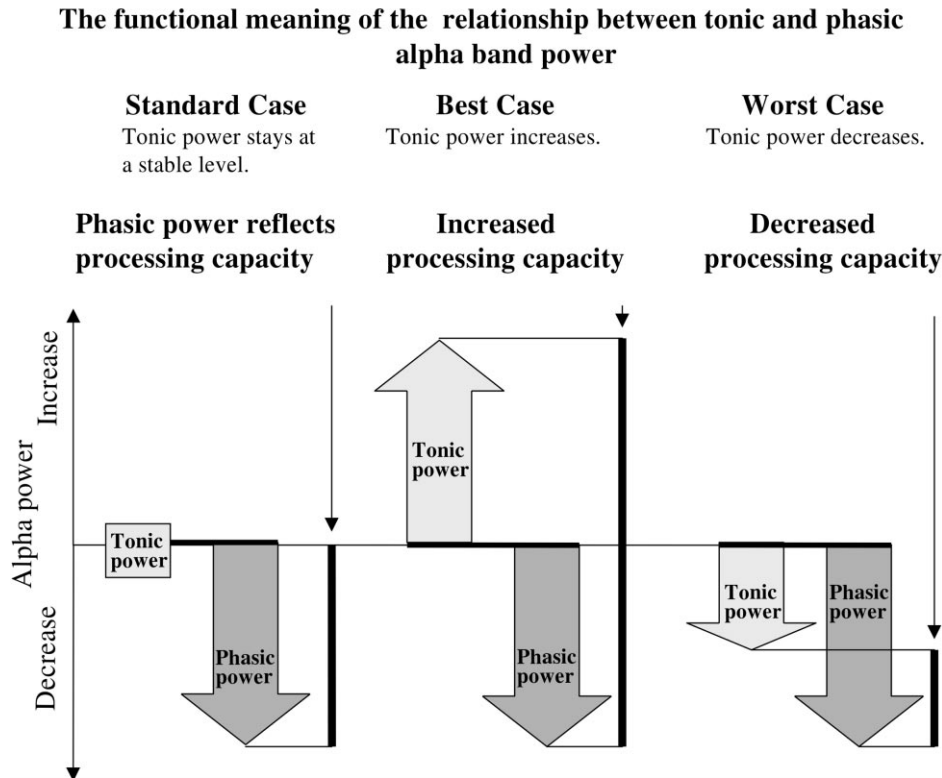 The functional meaning of the relationship between tonic and phasic
alpha band power
Standard Case
Tonic power stays at
a stable level.
Best Case
Tonic power increases.
Worst Case
Tonic power decreases.
Phasic power reflects
processing capacity
Increased
processing capacity
Decreased
processing capacity
Alpha power
Increase
Decrease
Tonic
power
Phasic
power
Tonic
power
Phasic
power
Tonic
power
Phasic
power